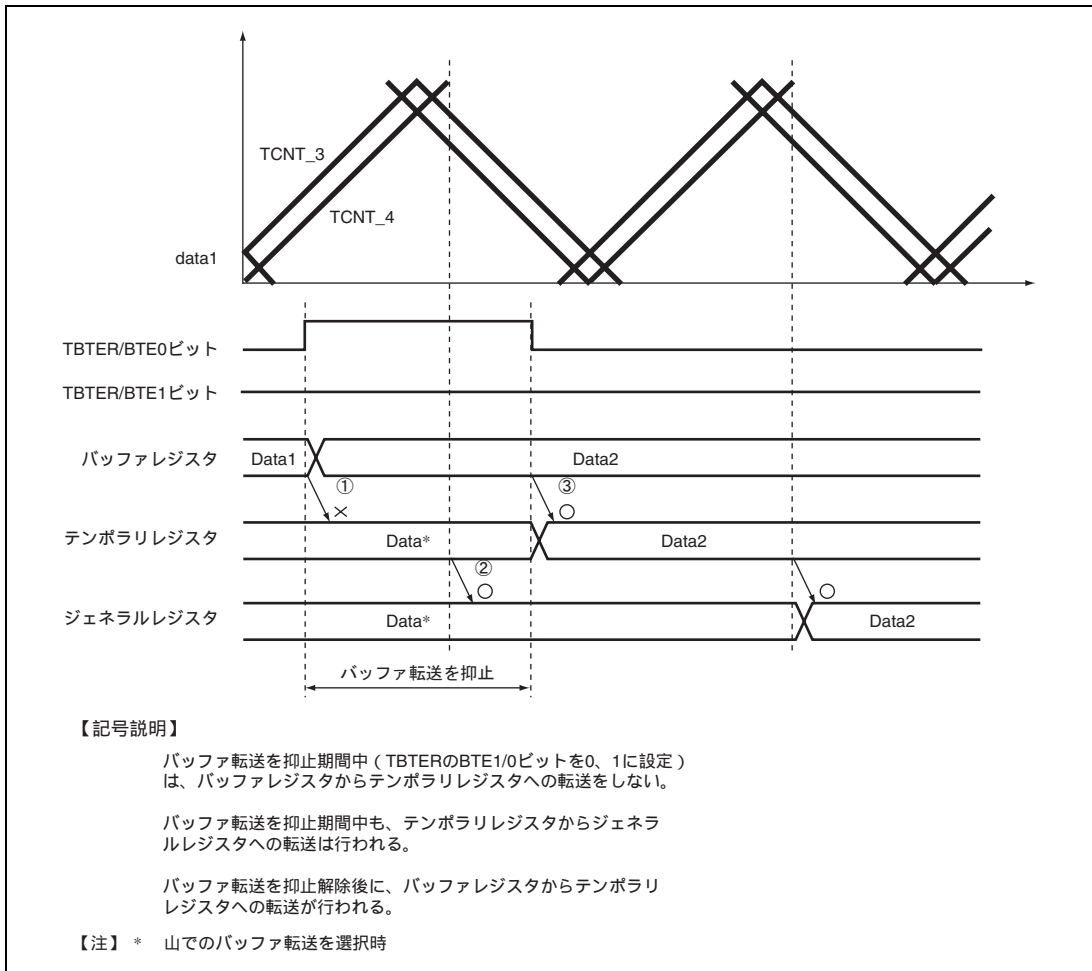 TCNT_3
TCNT_4
data1
TBTER/BTE0ビット
TBTER/BTE1ビット
バッファレジスタ
Data1
Data2
①
×
③
○
テンポラリレジスタ
Data*
Data2
②
○
○
ジェネラルレジスタ
Data*
Data2
バッファ転送を抑止
【記号説明】
バッファ転送を抑止期間中(TBTERのBTE1/0ビットを0、1に設定)
は、バッファレジスタからテンポラリレジスタへの転送をしない。
バッファ転送を抑止期間中も、テンポラリレジスタからジェネラ
ルレジスタへの転送は行われる。
バッファ転送を抑止解除後に、バッファレジスタからテンポラリ
レジスタへの転送が行われる。
【注】 * 山でのバッファ転送を選択時